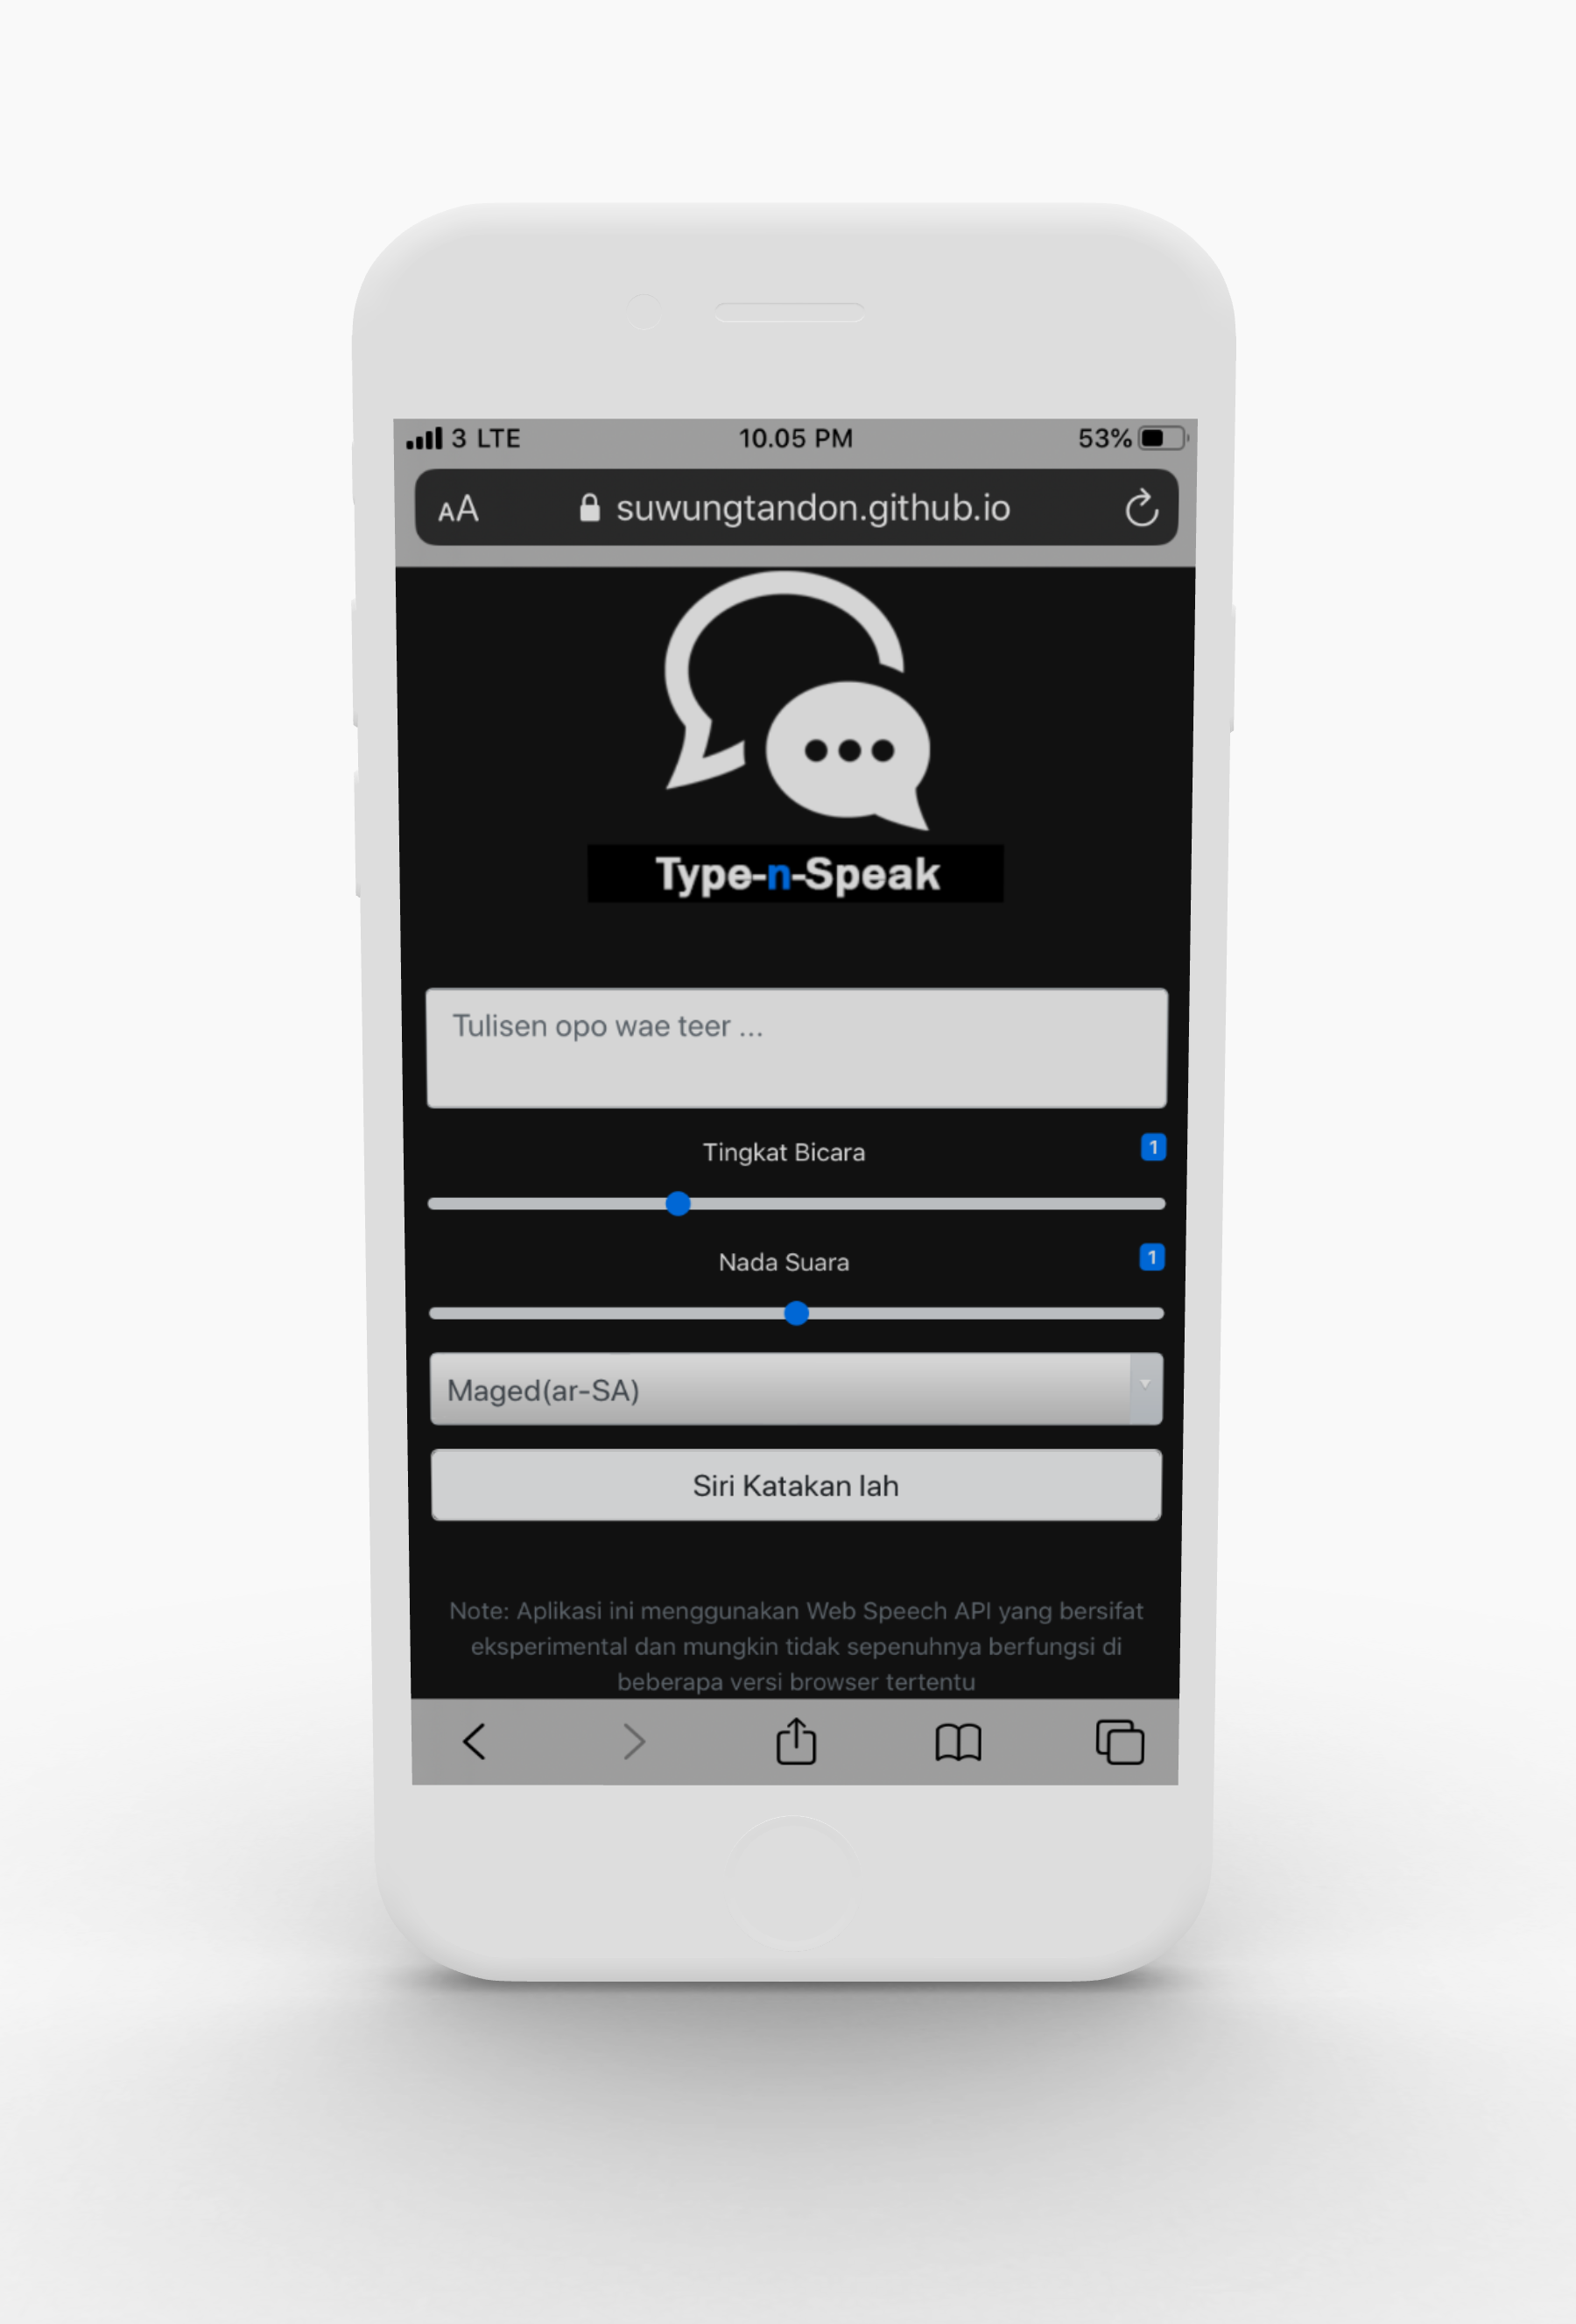 3 LTE 10.05 PM 53%
AA suwungtandon.github.io
Type-n-Speak
Tulisen opo wae teer ...
Tingkat Bicara 1
Nada Suara 1
Maged(ar-SA)
Siri Katakan lah
Note: Aplikasi ini menggunakan Web Speech API yang bersifat
eksperimental dan mungkin tidak sepenuhnya berfungsi di
beberapa versi browser tertentu